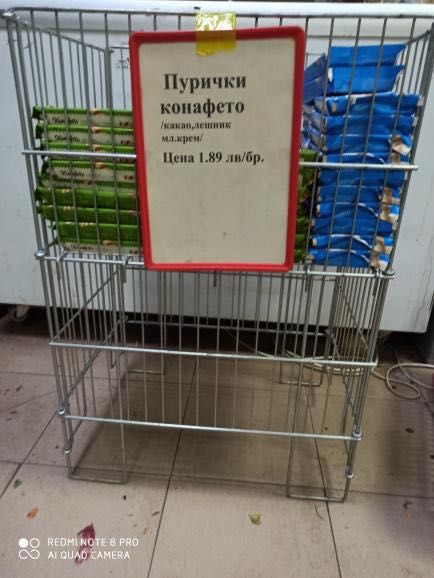 Пурички
конафето
/какао,лешник
мл.крем/
Цена 1.89 лв/бр.
REDMI NOTE 8 PRO
AI QUAD CAMERA